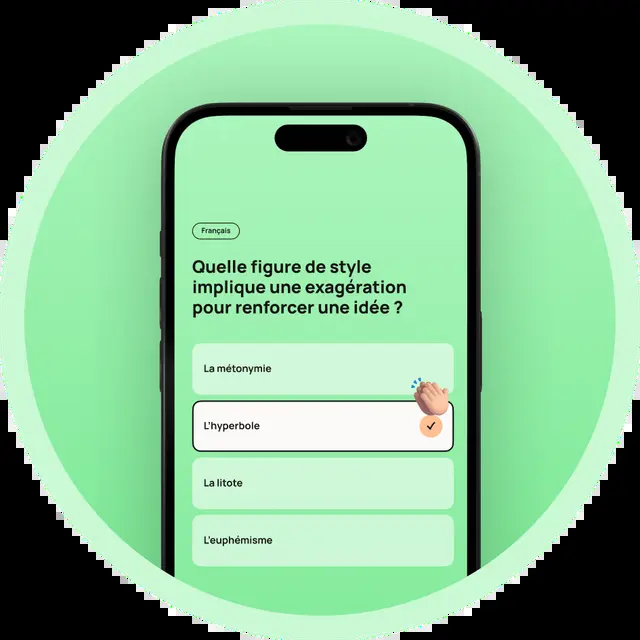 Français
Quelle figure de style
implique une exagération
pour renforcer une idée ?
La métonymie
L'hyperbole
La litote
L'euphémisme